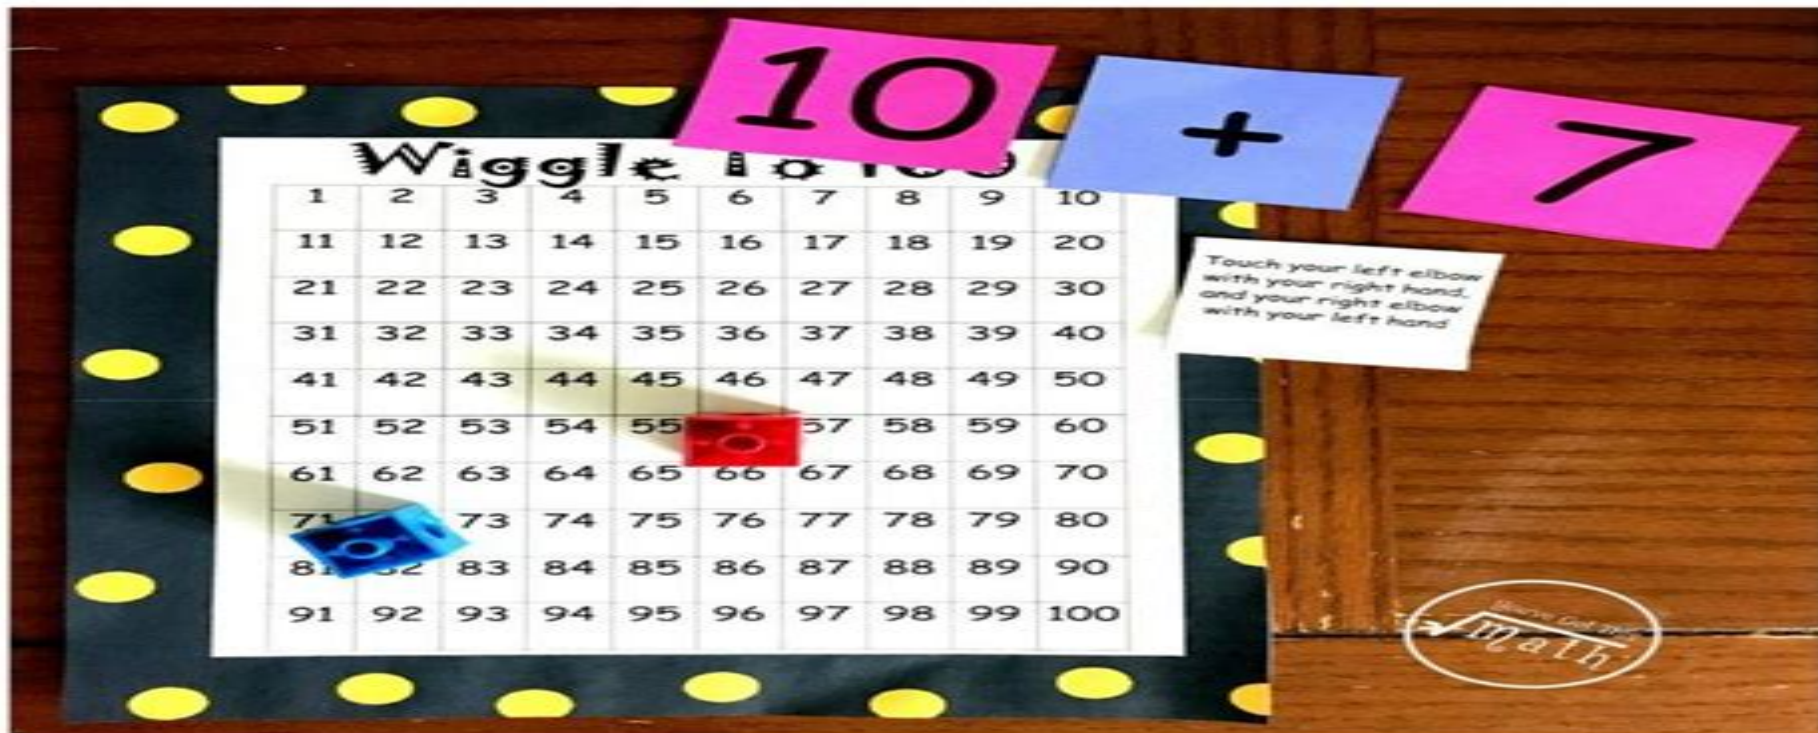 10 + 7
Wiggle To 100
1 2 3 4 5 6 7 8 9 10
11 12 13 14 15 16 17 18 19 20
21 22 23 24 25 26 27 28 29 30
31 32 33 34 35 36 37 38 39 40
41 42 43 44 45 46 47 48 49 50
51 52 53 54 55 57 58 59 60
61 62 63 64 65 66 67 68 69 70
71 73 74 75 76 77 78 79 80
81 82 83 84 85 86 87 88 89 90
91 92 93 94 95 96 97 98 99 100
Touch your left elbow
with your right hand,
and your right elbow
with your left hand
Math